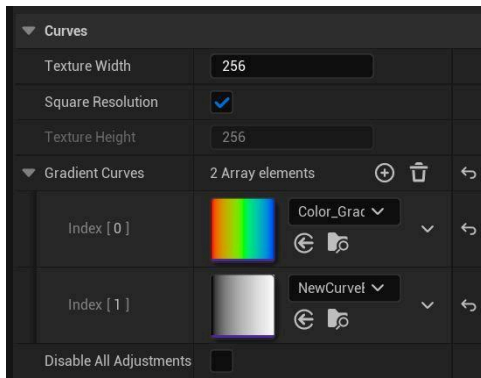 Curves
Texture Width 256
Square Resolution
Texture Height 256
Gradient Curves 2 Array elements
Index [ 0 ] Color_Grac
Index [ 1 ] NewCurveE
Disable All Adjustments